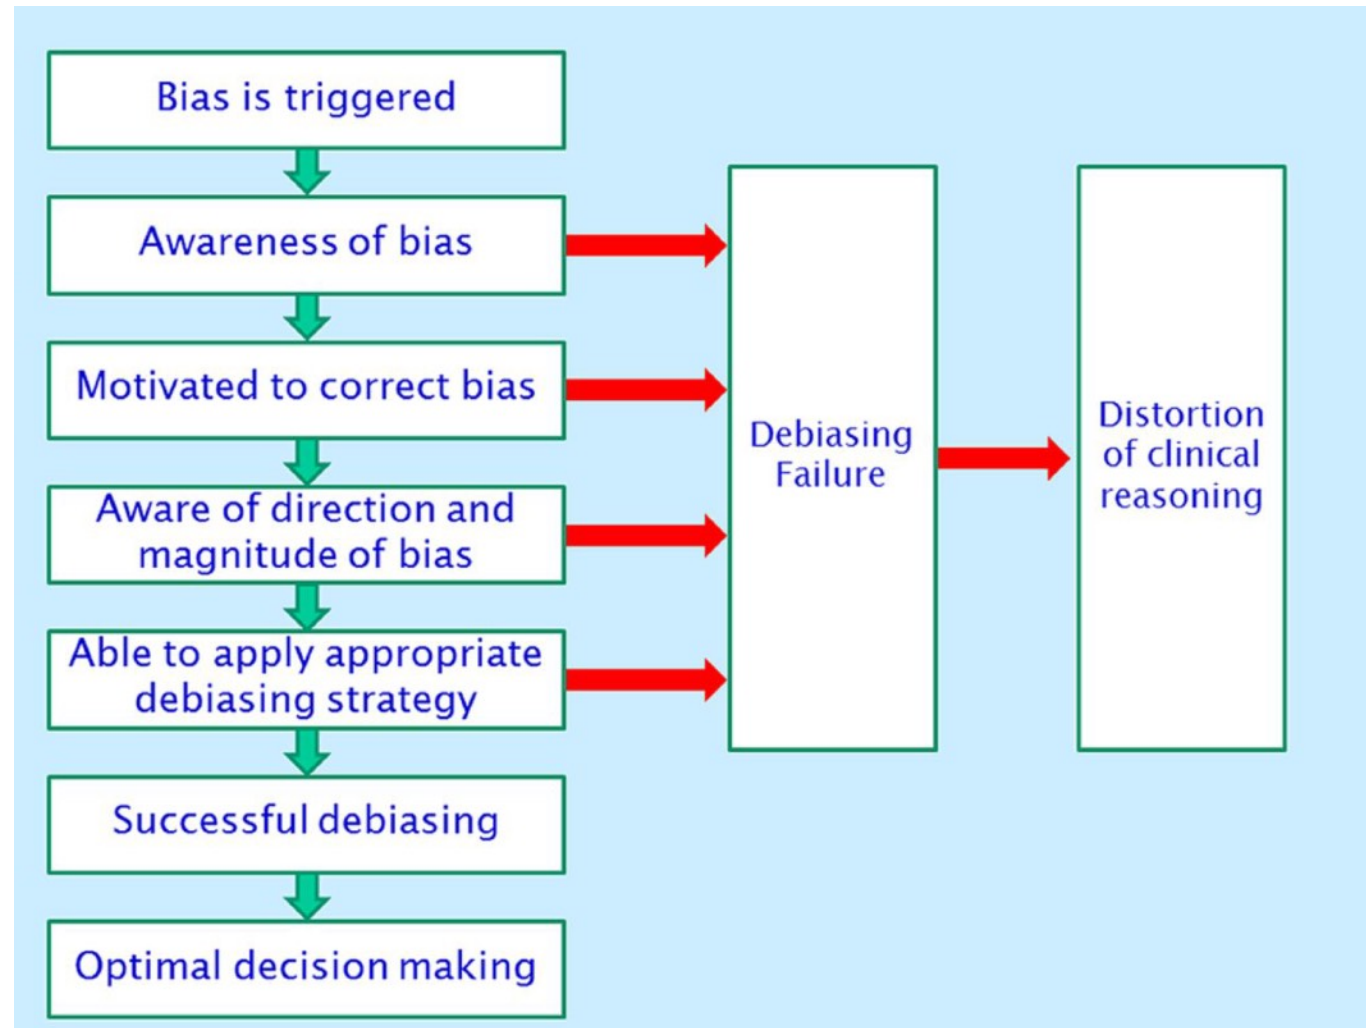 Bias is triggered
Awareness of bias
Motivated to correct bias
Aware of direction and
magnitude of bias
Able to apply appropriate
debiasing strategy
Successful debiasing
Optimal decision making
Debiasing
Failure
Distortion
of clinical
reasoning